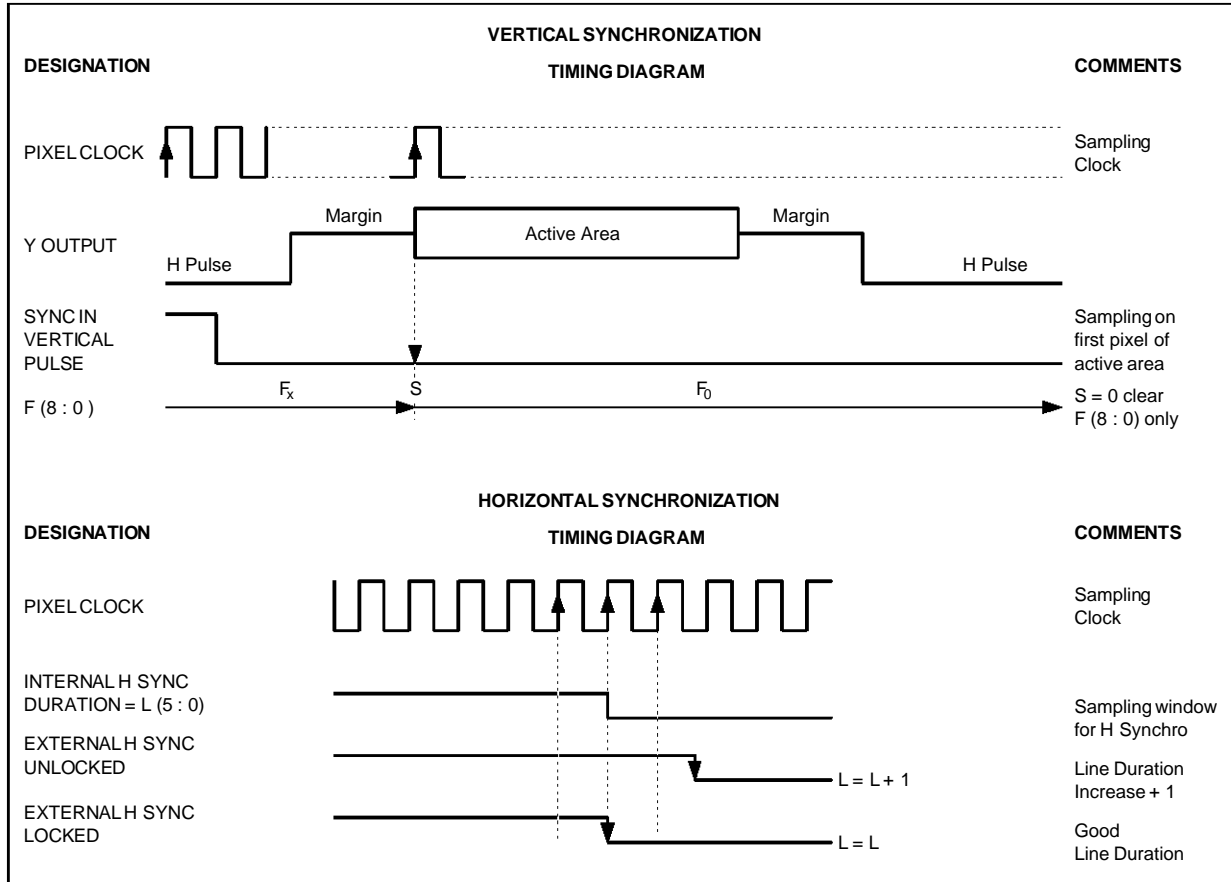 VERTICAL SYNCHRONIZATION
DESIGNATION
TIMING DIAGRAM
COMMENTS
PIXEL CLOCK
Sampling
Clock
Y OUTPUT
H Pulse
Margin
Active Area
Margin
H Pulse
SYNC IN
VERTICAL
PULSE
Sampling on
first pixel of
active area
F (8 : 0 )
Fx
S
F0
S = 0 clear
F (8 : 0) only
HORIZONTAL SYNCHRONIZATION
DESIGNATION
TIMING DIAGRAM
COMMENTS
PIXEL CLOCK
Sampling
Clock
INTERNAL H SYNC
DURATION = L (5 : 0)
Sampling window
for H Synchro
EXTERNAL H SYNC
UNLOCKED
L = L + 1
Line Duration
Increase + 1
EXTERNAL H SYNC
LOCKED
L = L
Good
Line Duration